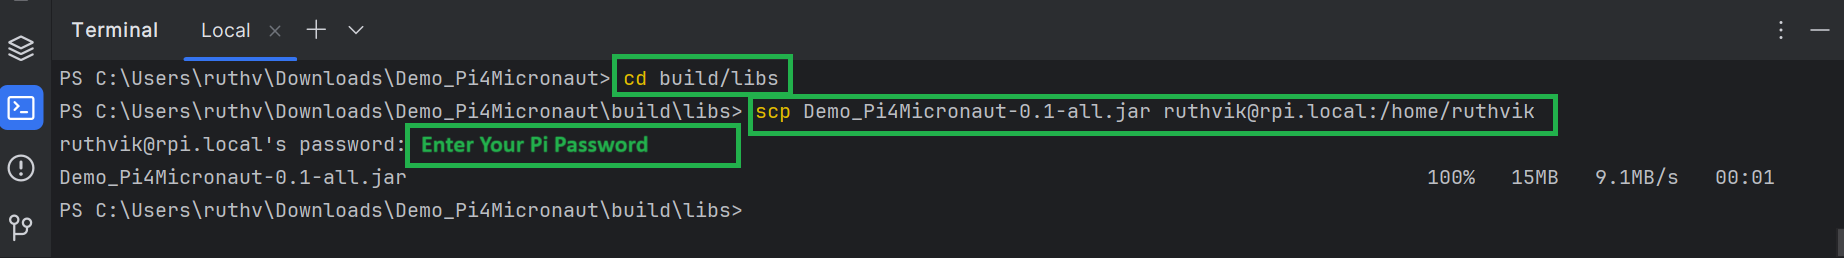 Terminal Local
PS C:\Users\ruthv\Downloads\Demo_Pi4Micronaut> cd build/libs
PS C:\Users\ruthv\Downloads\Demo_Pi4Micronaut\build\libs> scp Demo_Pi4Micronaut-0.1-all.jar ruthvik@rpi.local:/home/ruthvik
ruthvik@rpi.local's password: Enter Your Pi Password
Demo_Pi4Micronaut-0.1-all.jar 100% 15MB 9.1MB/s 00:01
PS C:\Users\ruthv\Downloads\Demo_Pi4Micronaut\build\libs>